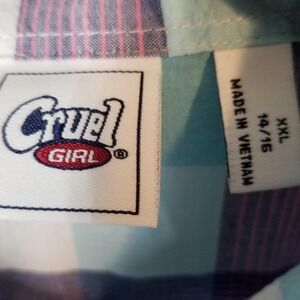 Cruel
GIRL®
XXL
14/16
MADE IN VIETNAM